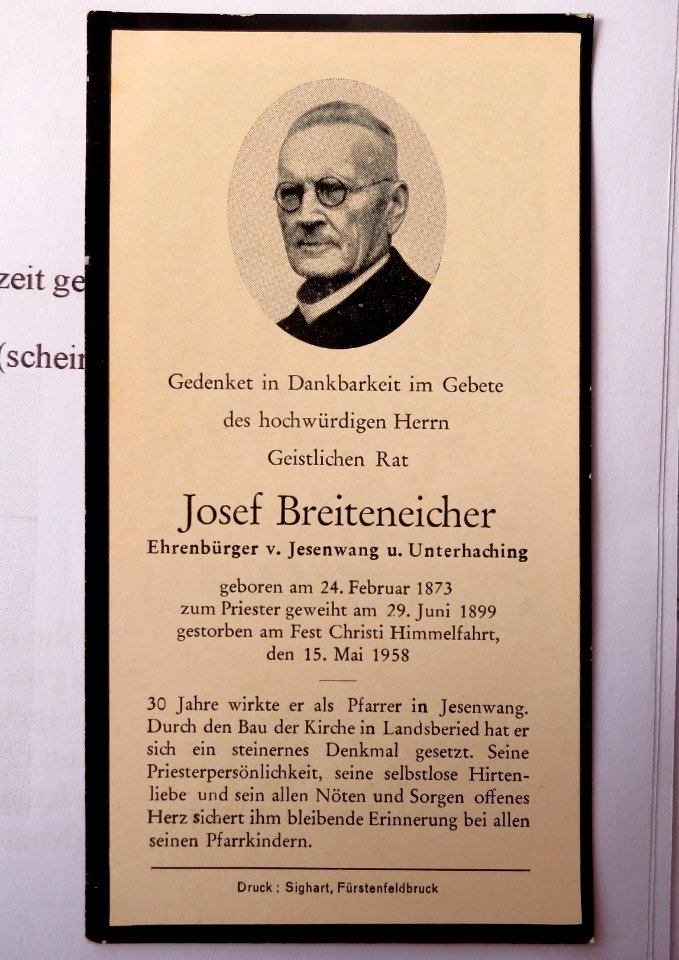 zeit ge
(schein
Gedenket in Dankbarkeit im Gebete
des hochwürdigen Herrn
Geistlichen Rat
Josef Breiteneicher
Ehrenbürger v. Jesenwang u. Unterhaching
geboren am 24. Februar 1873
zum Priester geweiht am 29. Juni 1899
gestorben am Fest Christi Himmelfahrt,
den 15. Mai 1958
30 Jahre wirkte er als Pfarrer in Jesenwang.
Durch den Bau der Kirche in Landsberied hat er
sich ein steinernes Denkmal gesetzt. Seine
Priesterpersönlichkeit, seine selbstlose Hirten-
liebe und sein allen Nöten und Sorgen offenes
Herz sichert ihm bleibende Erinnerung bei allen
seinen Pfarrkindern.
Druck: Sighart, Fürstenfeldbruck